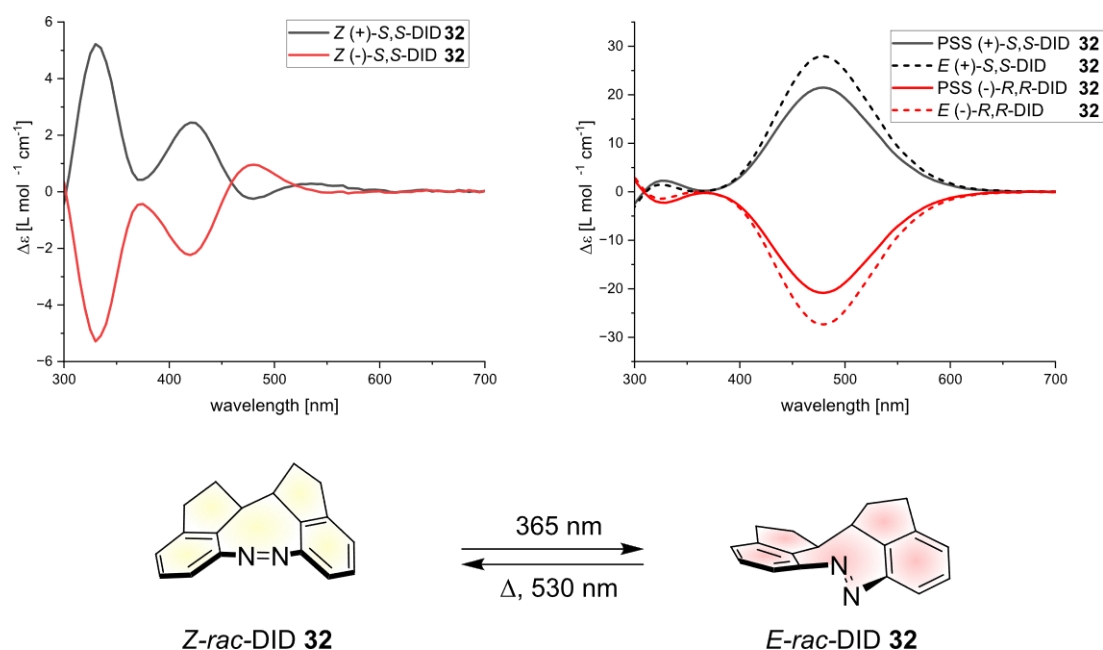 Z (+)-S,S-DID 32
Z (-)-S,S-DID 32
6
4
2
0
−2
−4
−6
Δε [L mol -1 cm-1]
300
400
500
600
700
wavelength [nm]
PSS (+)-S,S-DID 32
E (+)-S,S-DID 32
PSS (-)-R,R-DID 32
E (-)-R,R-DID 32
30
20
10
0
−10
−20
−30
Δε [L mol -1 cm-1]
300
400
500
600
700
wavelength [nm]
N=N
365 nm
Δ, 530 nm
N
N
Z-rac-DID 32
E-rac-DID 32